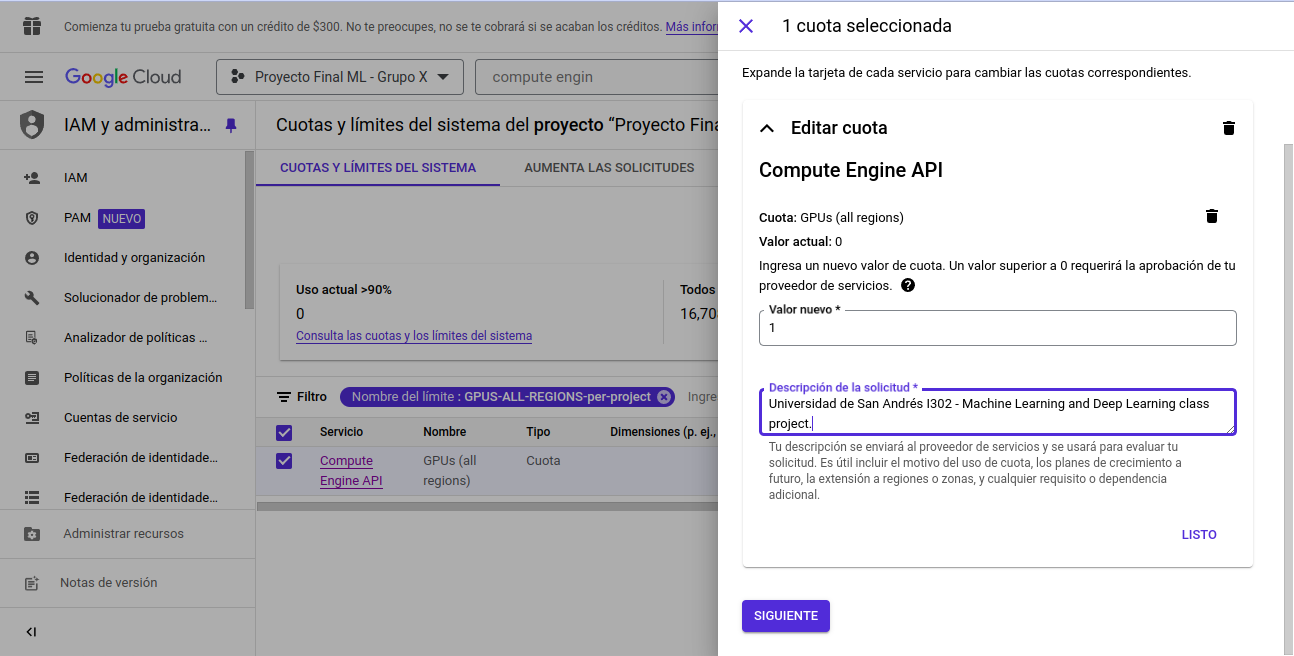 Comienza tu prueba gratuita con un crédito de $300. No te preocupes, no se te cobrará si se acaban los créditos. Más infor
Google Cloud
Proyecto Final ML - Grupo X
compute engin
IAM y administra...
Cuotas y límites del sistema del proyecto “Proyecto Fina
CUOTAS Y LÍMITES DEL SISTEMA
AUMENTA LAS SOLICITUDES
IAM
PAM NUEVO
Identidad y organización
Solucionador de problem...
Analizador de políticas ...
Políticas de la organización
Cuentas de servicio
Federación de identidade...
Federación de identidade...
Administrar recursos
Notas de versión
Uso actual >90%
0
Consulta las cuotas y los límites del sistema
Todos
16,70
Filtro
Nombre del límite : GPUS-ALL-REGIONS-per-project
Ingre
Servicio Nombre Tipo Dimensiones (p. ej.,
Compute GPUs (all Cuota
Engine API regions)
1 cuota seleccionada
Expande la tarjeta de cada servicio para cambiar las cuotas correspondientes.
Editar cuota
Compute Engine API
Cuota: GPUs (all regions)
Valor actual: 0
Ingresa un nuevo valor de cuota. Un valor superior a 0 requerirá la aprobación de tu
proveedor de servicios. ?
Valor nuevo *
1
Descripción de la solicitud *
Universidad de San Andrés I302 - Machine Learning and Deep Learning class
project.
Tu descripción se enviará al proveedor de servicios y se usará para evaluar tu
solicitud. Es útil incluir el motivo del uso de cuota, los planes de crecimiento a
futuro, la extensión a regiones o zonas, y cualquier requisito o dependencia
adicional.
LISTO
SIGUIENTE